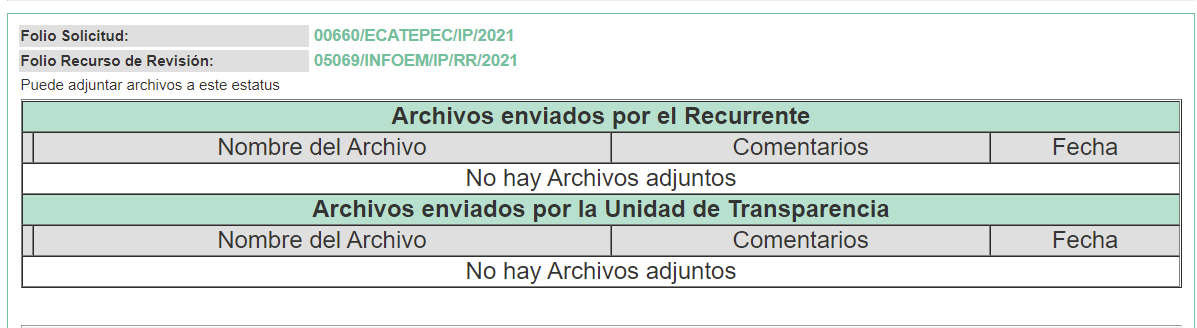 Folio Solicitud: 00660/ECATEPEC/IP/2021
Folio Recurso de Revisión: 05069/INFOEM/IP/RR/2021
Puede adjuntar archivos a este estatus
Archivos enviados por el Recurrente
Nombre del Archivo Comentarios Fecha
No hay Archivos adjuntos
Archivos enviados por la Unidad de Transparencia
Nombre del Archivo Comentarios Fecha
No hay Archivos adjuntos